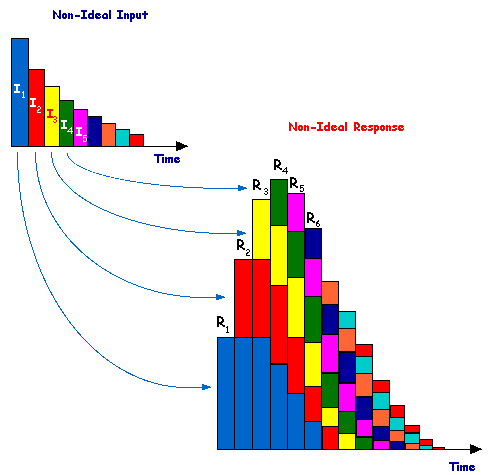 Non-Ideal Input
I1
I2
I3
I4
I5
Time
Non-Ideal Response
R1
R2
R3
R4
R5
R6
Time